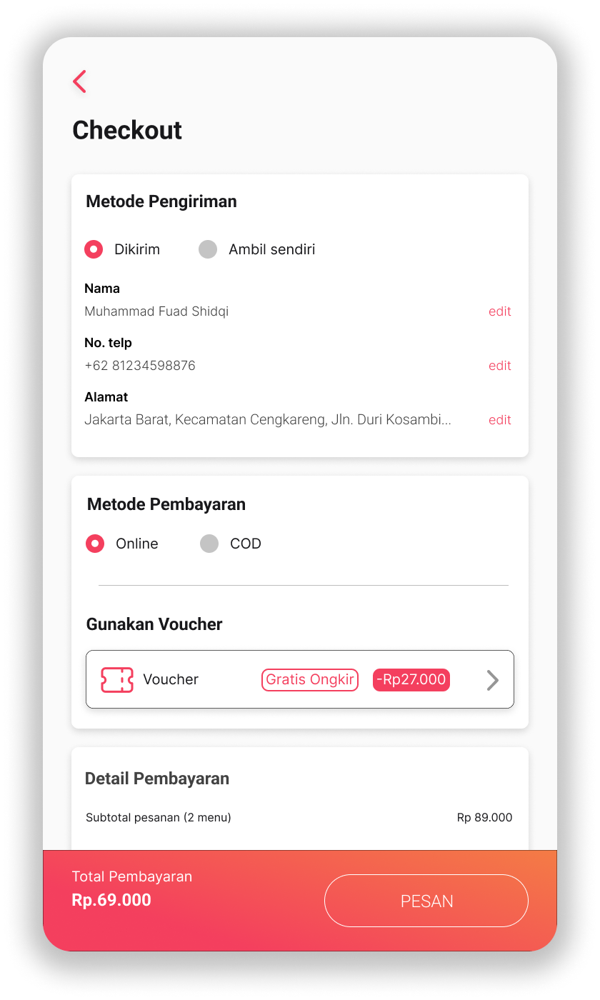 Checkout
Metode Pengiriman
Dikirim Ambil sendiri
Nama
Muhammad Fuad Shidqi edit
No. telp
+62 81234598876 edit
Alamat
Jakarta Barat, Kecamatan Cengkareng, Jln. Duri Kosambi... edit
Metode Pembayaran
Online COD
Gunakan Voucher
Voucher Gratis Ongkir -Rp27.000
Detail Pembayaran
Subtotal pesanan (2 menu) Rp 89.000
Total Pembayaran
Rp.69.000
PESAN